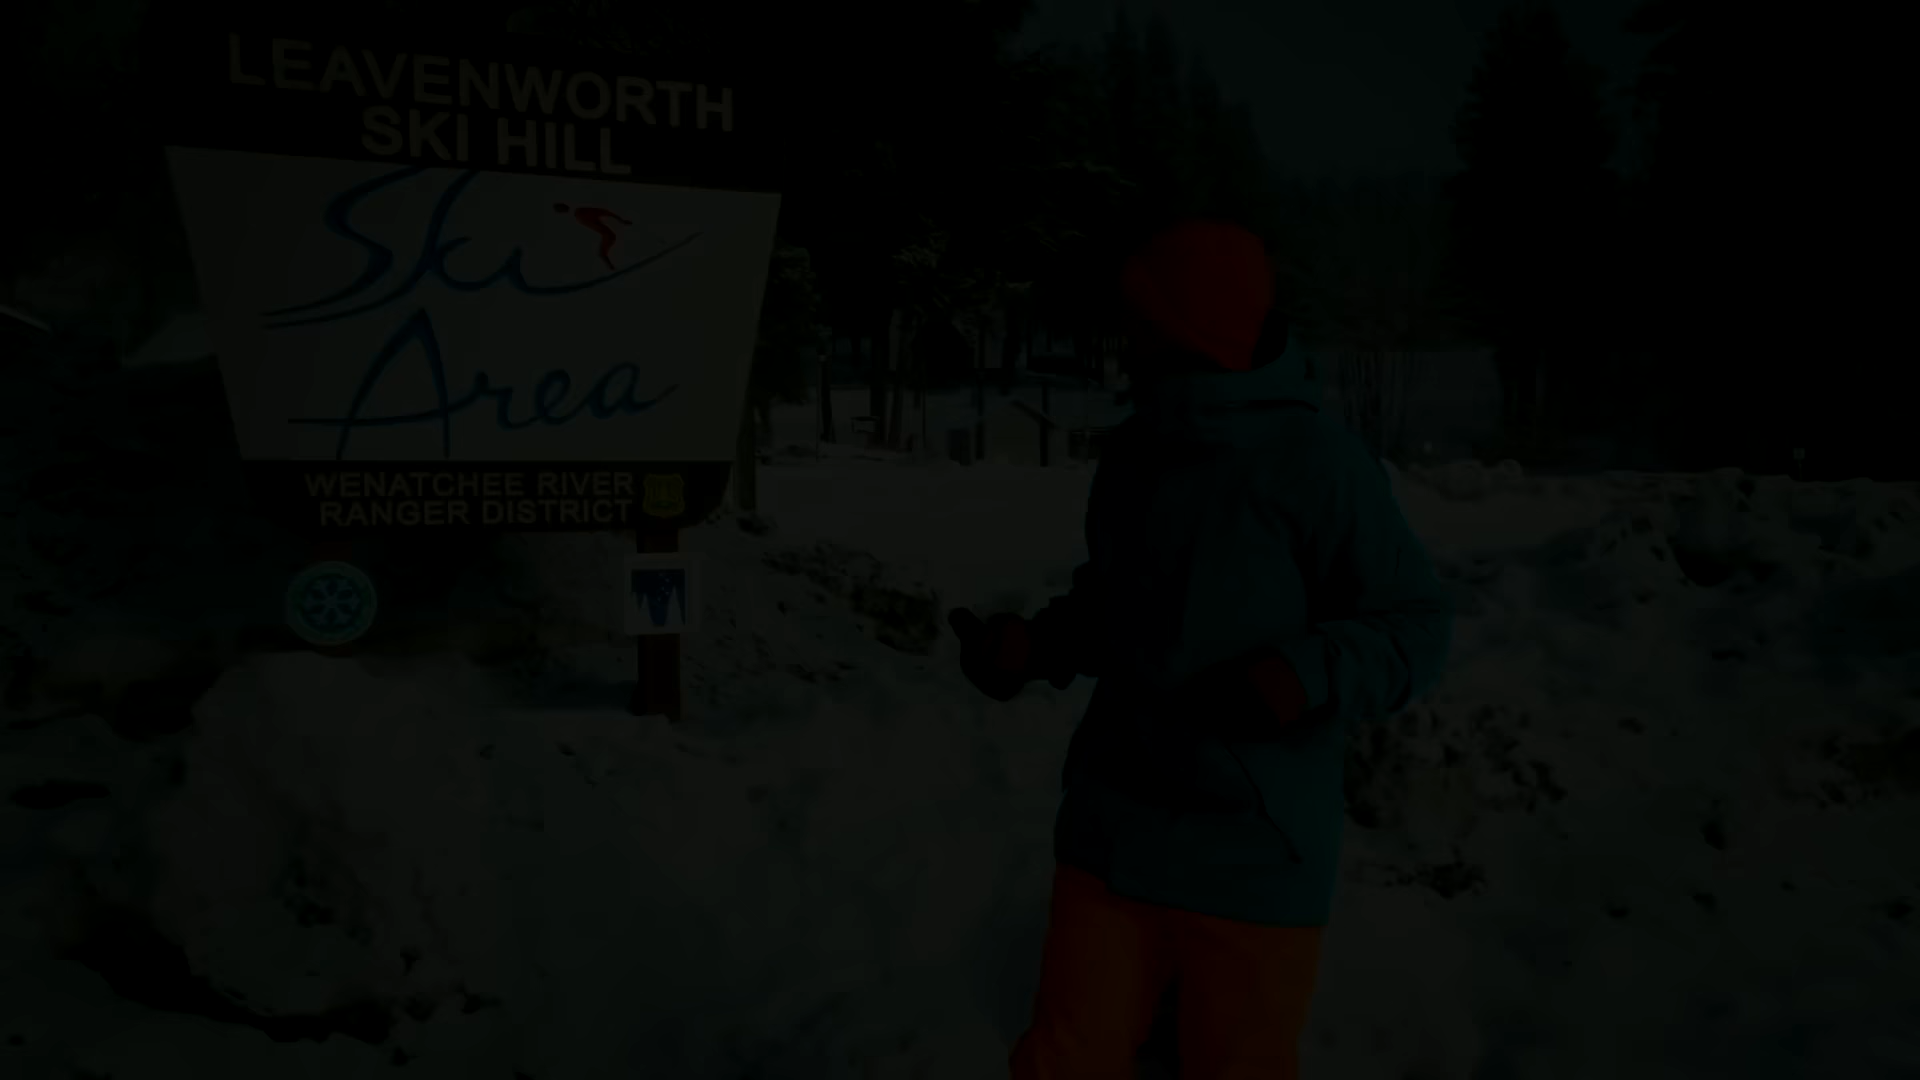 LEAVENWORTH
SKI HILL
Ski
Area
WENATCHEE RIVER
RANGER DISTRICT